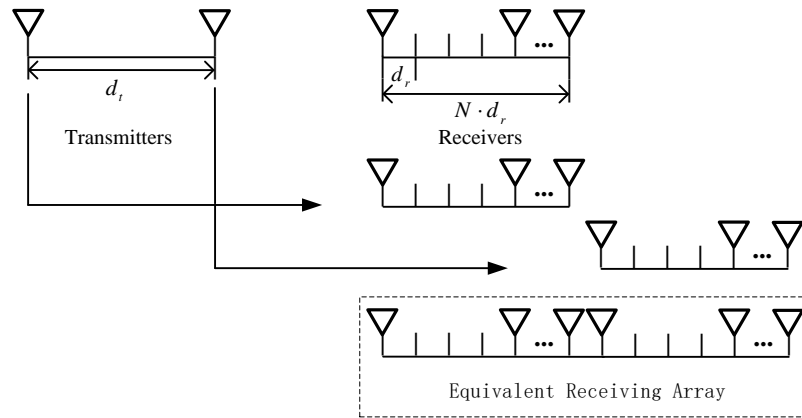 ...
d_r
d_t
N · d_r
Transmitters
Receivers
...
...
... ...
Equivalent Receiving Array